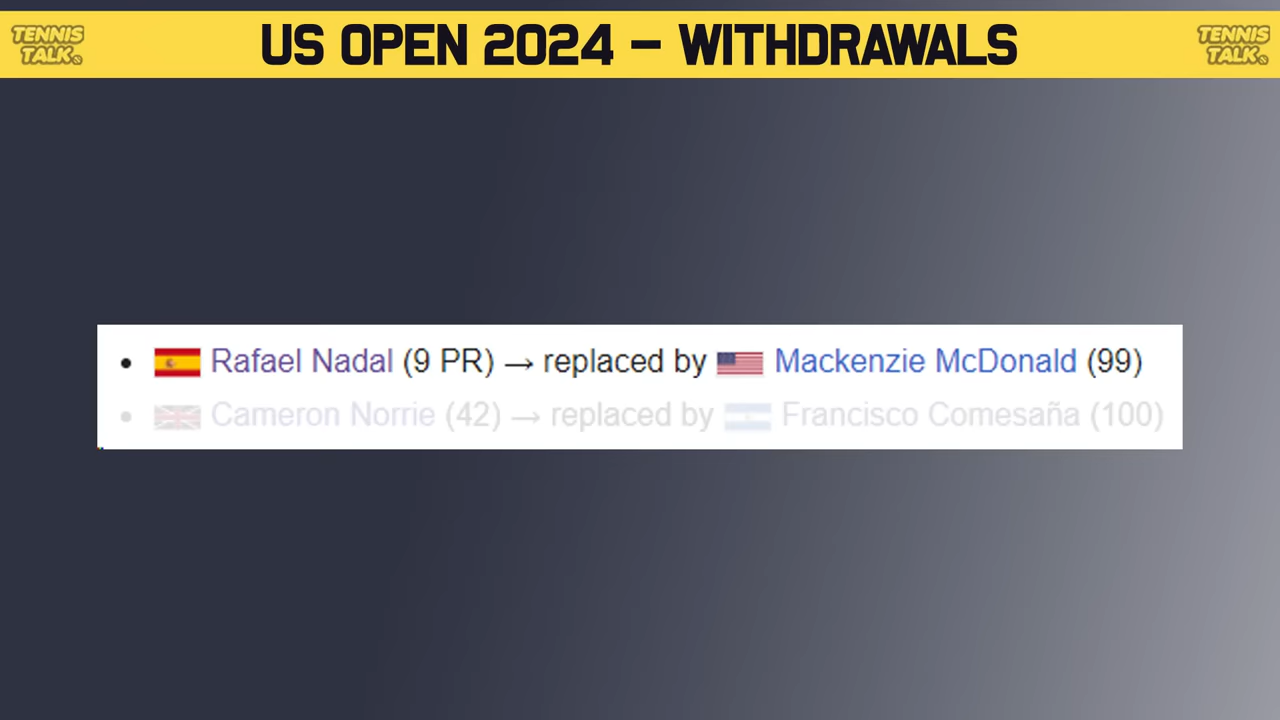 TENNIS TALK
US OPEN 2024 – WITHDRAWALS
TENNIS TALK
• Rafael Nadal (9 PR) → replaced by Mackenzie McDonald (99)
• Cameron Norrie (42) → replaced by Francisco Comesaña (100)